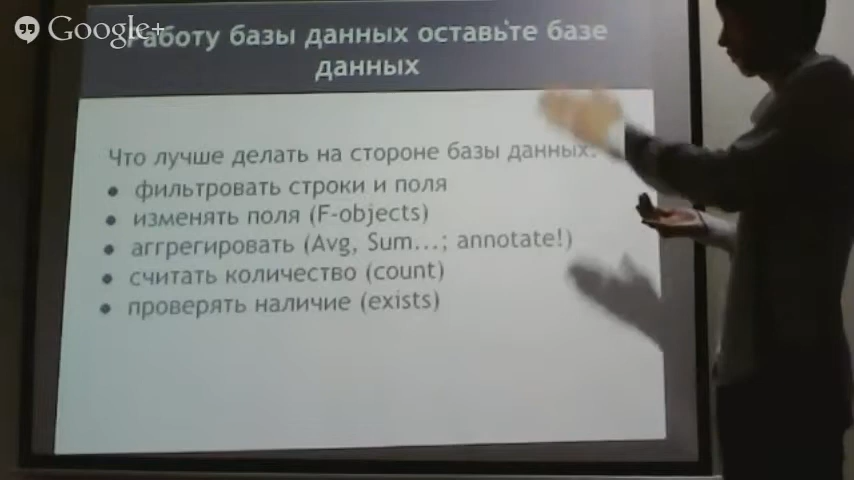 Google+
Работу базы данных оставьте базе
данных
Что лучше делать на стороне базы данных:
• фильтровать строки и поля
• изменять поля (F-objects)
• аггрегировать (Avg, Sum...; annotate!)
• считать количество (count)
• проверять наличие (exists)